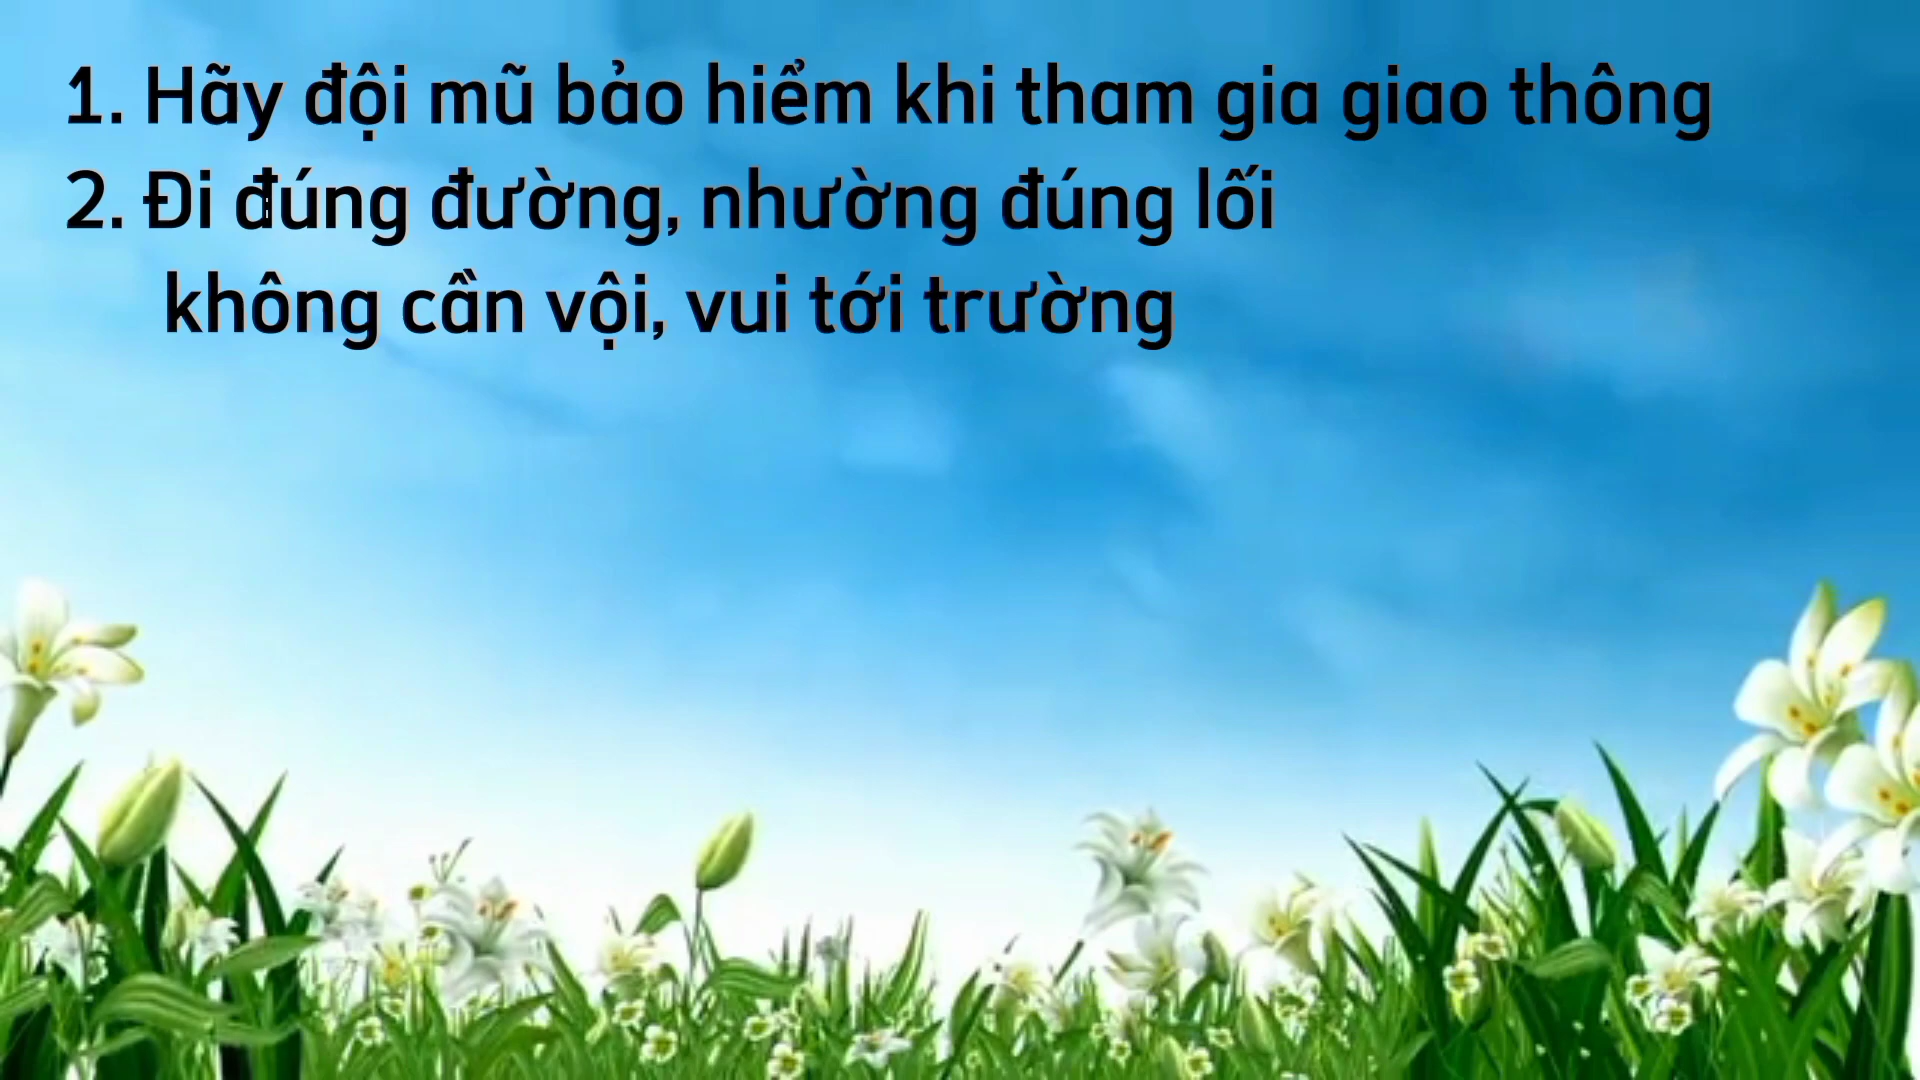 1. Hãy đội mũ bảo hiểm khi tham gia giao thông
2. Đi đúng đường, nhường đúng lối
không cần vội, vui tới trường